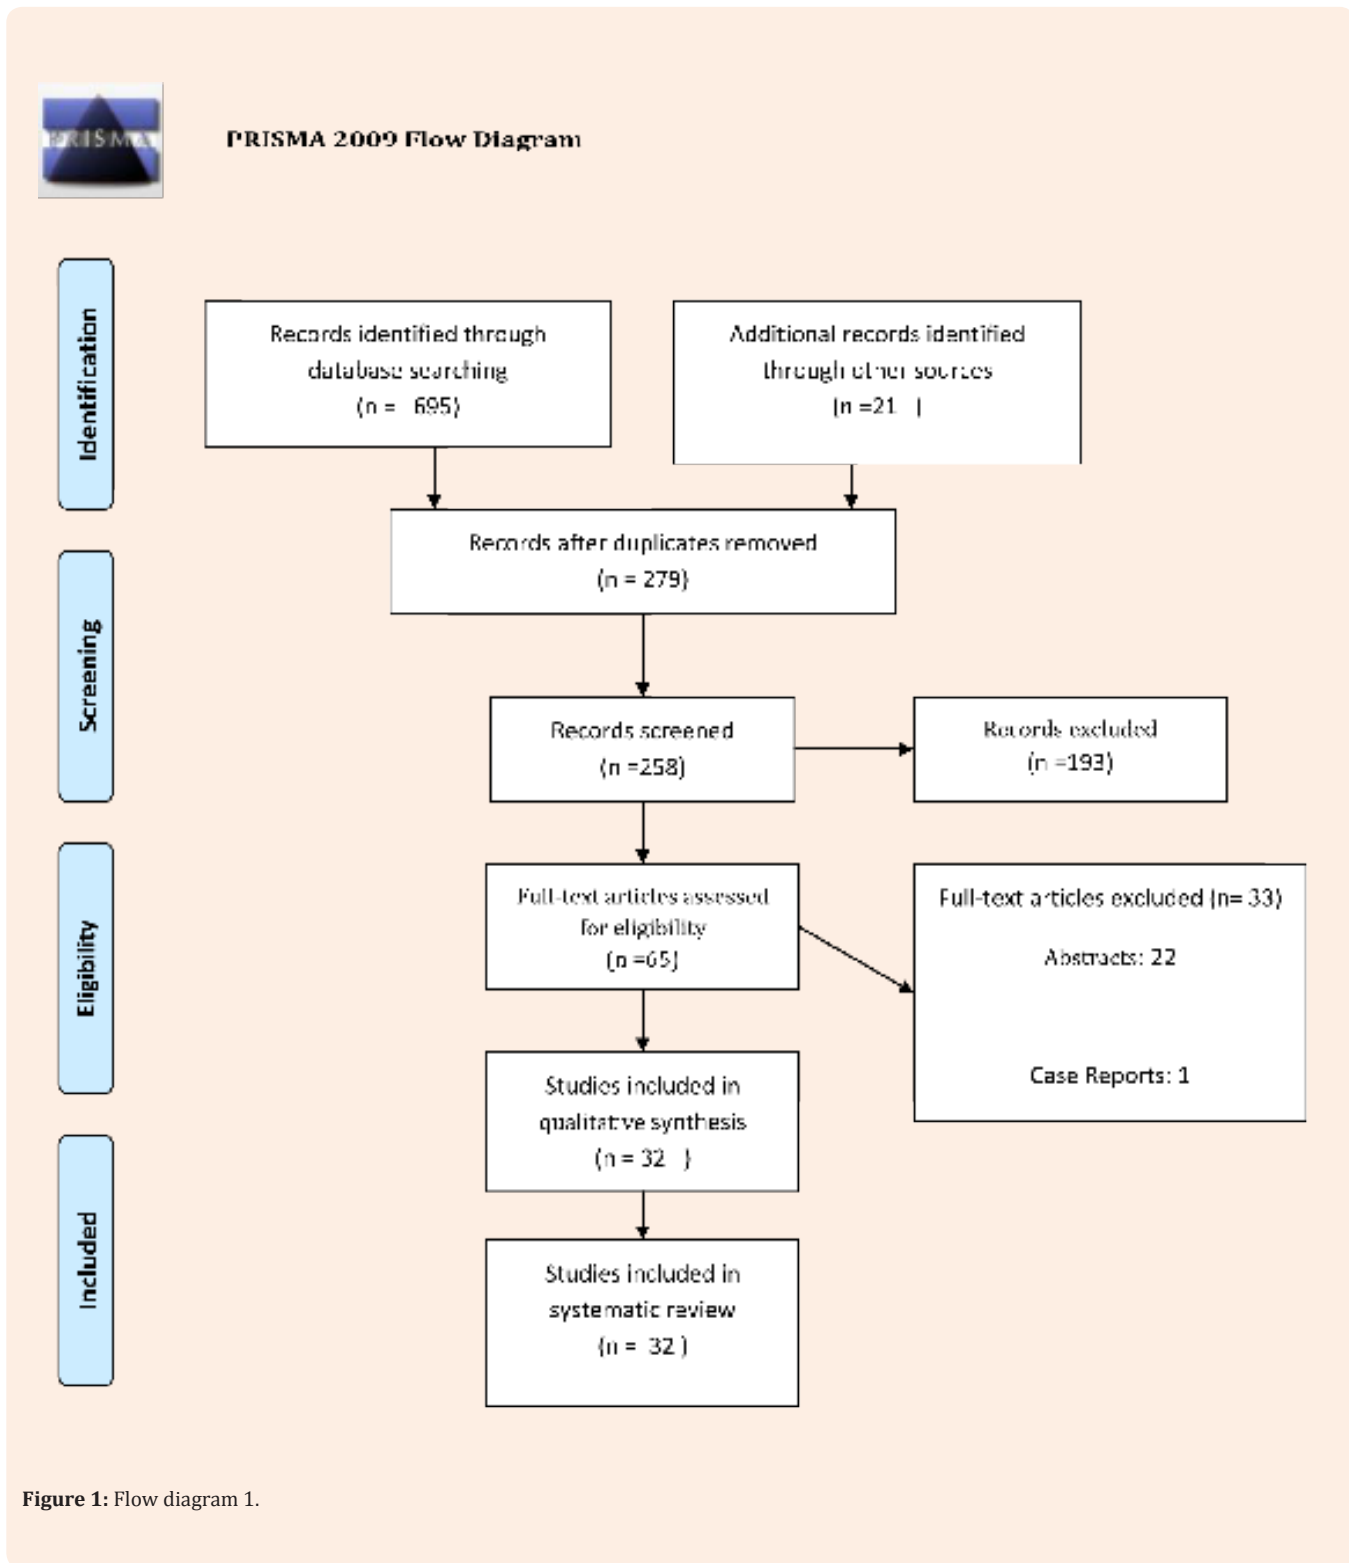 PRISMA
PRISMA 2009 Flow Diagram
Identification
Records identified through
database searching
(n = 695)
Additional records identified
through other sources
(n =21 )
Records after duplicates removed
(n = 279)
Screening
Records screened
(n =258)
Records excluded
(n =193)
Eligibility
Full-text articles assessed
for eligibility
(n =65)
Full-text articles excluded (n= 33)
Abstracts: 22
Case Reports: 1
Studies included in
qualitative synthesis
(n = 32 )
Included
Studies included in
systematic review
(n = 32 )
Figure 1: Flow diagram 1.